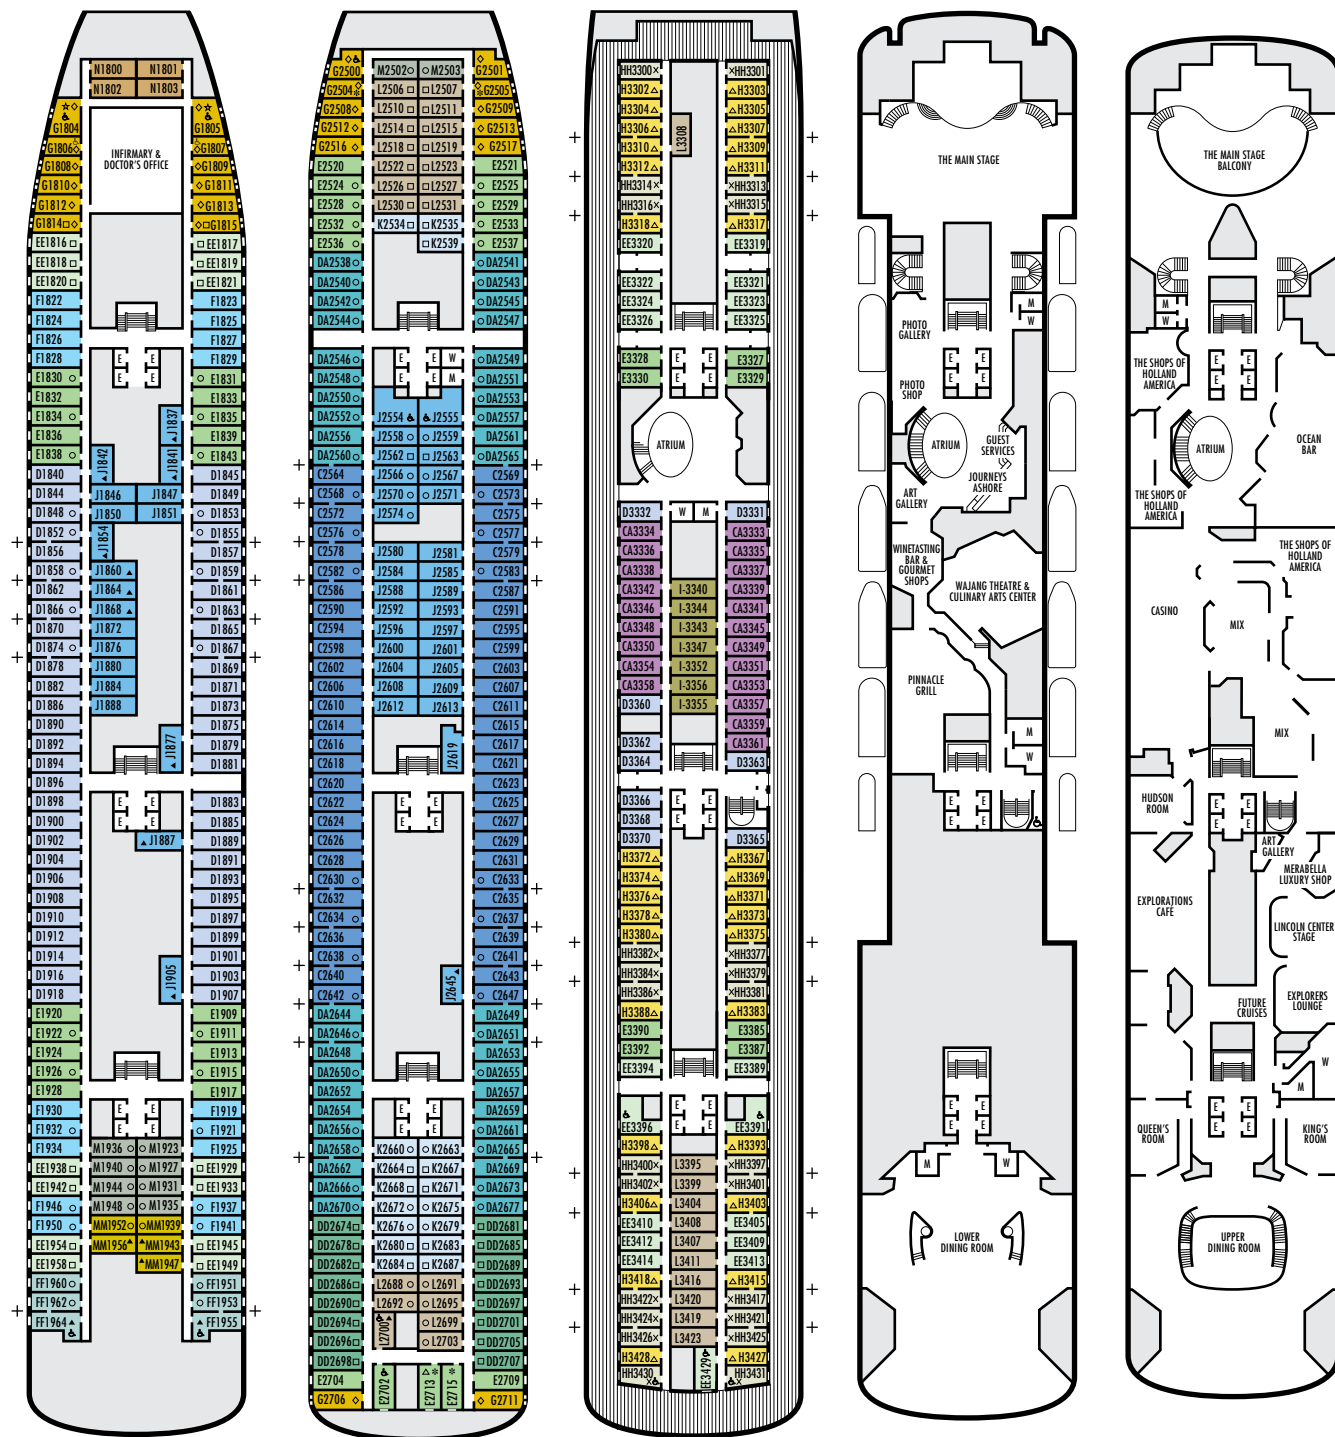 N1800 N1801
N1802 N1803
G1804 G1805
INFIRMARY &
DOCTOR'S OFFICE
G1806 G1807
G1808 G1809
G1810 G1811
G1812 G1813
G1814 G1815
EE1816 EE1817
EE1818 EE1819
EE1820 EE1821
F1822 F1823
F1824 F1825
F1826 F1827
F1828 E E F1829
E1830 E E E1831
E1832 E1833
E1834 J1837 E1835
E1836 E1839
E1838 J1842 J1841 E1843
D1840 D1845
D1844 J1846 J1847 D1849
D1848 J1850 J1851 D1853
D1852 J1854 D1855
D1856 D1857
D1858 J1860 D1859
D1862 J1864 D1861
D1866 J1868 D1863
D1870 J1872 D1865
D1874 J1876 D1867
D1878 J1880 D1869
D1882 J1884 D1871
D1886 J1888 D1873
D1890 D1875
D1892 J1877 D1879
D1894 D1881
D1896
D1898 E E D1883
D1900 E E D1885
D1902 J1887 D1889
D1904 D1891
D1906 D1893
D1908 D1895
D1910 D1897
D1912 D1899
D1914 D1901
D1916 J1905 D1903
D1918 D1907
E1920 E1909
E1922 E1911
E1924 E1913
E1926 E1915
E1928 E1917
F1930 E E F1919
F1932 E E F1921
F1934 M1936 M1923 F1925
EE1938 M1940 M1927 EE1929
EE1942 M1944 M1931 EE1933
F1946 M1948 M1935 F1937
F1950 MM1952 MM1939 F1941
EE1954 MM1956 MM1943 EE1945
EE1958 MM1947 EE1949
FF1960 FF1951
FF1962 FF1953
FF1964 FF1955
G2500 M2502 M2503 G2501
G2504 L2506 L2507 G2505
G2508 L2510 L2511 G2509
G2512 L2514 L2515 G2513
G2516 L2518 L2519 G2517
E2520 L2522 L2523 E2521
E2524 L2526 L2527 E2525
E2528 L2530 L2531 E2529
E2532 K2534 K2535 E2533
E2536 K2539 E2537
DA2538 DA2541
DA2540 DA2543
DA2542 DA2545
DA2544 DA2547
DA2546 E E W DA2549
DA2548 E E M DA2551
DA2550 DA2553
DA2552 J2554 J2555 DA2557
DA2556 J2558 J2559 DA2561
DA2560 J2562 J2563 DA2565
C2564 J2566 J2567 C2569
C2568 J2570 J2571 C2573
C2572 J2574 C2575
C2576 C2577
C2578 J2580 J2581 C2579
C2582 J2584 J2585 C2583
C2586 J2588 J2589 C2587
C2590 J2592 J2593 C2591
C2594 J2596 J2597 C2595
C2598 J2600 J2601 C2599
C2602 J2604 J2605 C2603
C2606 J2608 J2609 C2607
C2610 J2612 J2613 C2611
C2614 C2615
C2616 J2619 C2617
C2618 C2621
C2620 C2623
C2622 E E C2625
C2624 E E C2627
C2626 C2629
C2628 C2631
C2630 C2633
C2632 C2635
C2634 C2637
C2636 C2639
C2638 C2641
C2640 J2645 C2643
C2642 C2647
DA2644 DA2649
DA2646 DA2651
DA2648 DA2653
DA2650 DA2655
DA2652 DA2657
DA2654 E E DA2659
DA2656 E E DA2661
DA2658 K2660 K2663 DA2665
DA2662 K2664 K2667 DA2669
DA2666 K2668 K2671 DA2673
DA2670 K2672 K2675 DA2677
DD2674 K2676 K2679 DD2681
DD2678 K2680 K2683 DD2685
DD2682 K2684 K2687 DD2689
DD2686 L2688 L2691 DD2693
DD2690 L2692 L2695 DD2697
DD2694 L2700 L2699 DD2701
DD2696 L2703 DD2705
DD2698 DD2707
E2704 E2702 E2713 E2715 E2709
G2706 G2711
HH3300 HH3301
H3302 H3303
H3304 H3305
H3306 L3308 H3307
H3310 H3309
H3312 H3311
HH3314 HH3313
HH3316 HH3315
H3318 H3317
EE3320 EE3319
EE3322 EE3321
EE3324 EE3323
EE3326 EE3325
E3328 E E E3327
E3330 E E E3329
ATRIUM
D3332 W M D3331
CA3334 CA3333
CA3336 CA3335
CA3338 CA3337
CA3342 I-3340 CA3339
CA3346 I-3344 CA3341
CA3348 I-3343 CA3345
CA3350 I-3347 CA3349
CA3354 I-3352 CA3351
CA3358 I-3356 CA3353
D3360 I-3355 CA3357
CA3359
D3362 CA3361
D3364 D3363
D3366 E E
D3368 E E
D3370 D3365
H3372 H3367
H3374 H3369
H3376 H3371
H3378 H3373
H3380 H3375
HH3382 HH3377
HH3384 HH3379
HH3386 HH3381
H3388 H3383
E3390 E3385
E3392 E3387
EE3394 EE3389
E E
EE3396 E E EE3391
H3398 H3393
HH3400 L3395 HH3397
HH3402 L3399 HH3401
H3406 L3404 H3403
EE3410 L3408 EE3405
EE3412 L3407 EE3409
EE3414 L3411 EE3413
H3418 L3416 H3415
HH3422 L3420 HH3417
HH3424 L3419 HH3421
HH3426 L3423 HH3425
H3428 EE3429 H3427
HH3430 HH3431
THE MAIN STAGE
M
W
PHOTO
GALLERY
E E
E E
PHOTO
SHOP
ATRIUM
GUEST
SERVICES
JOURNEYS
ASHORE
ART
GALLERY
WINETASTING
BAR &
GOURMET
SHOPS
WAJANG THEATRE &
CULINARY ARTS CENTER
PINNACLE
GRILL
M
W
E E
E E
E E
E E
M W
LOWER
DINING ROOM
THE MAIN STAGE
BALCONY
M
W
THE SHOPS OF
HOLLAND
AMERICA
E E
E E
ATRIUM
OCEAN
BAR
THE SHOPS OF
HOLLAND
AMERICA
THE SHOPS OF
HOLLAND
AMERICA
CASINO
MIX
MIX
HUDSON
ROOM
E E
E E
ART
GALLERY
MERABELLA
LUXURY SHOP
EXPLORATIONS
CAFÉ
LINCOLN CENTER
STAGE
FUTURE
CRUISES
EXPLORERS
LOUNGE
W
M
QUEEN'S
ROOM
E E
E E
KING'S
ROOM
UPPER
DINING ROOM